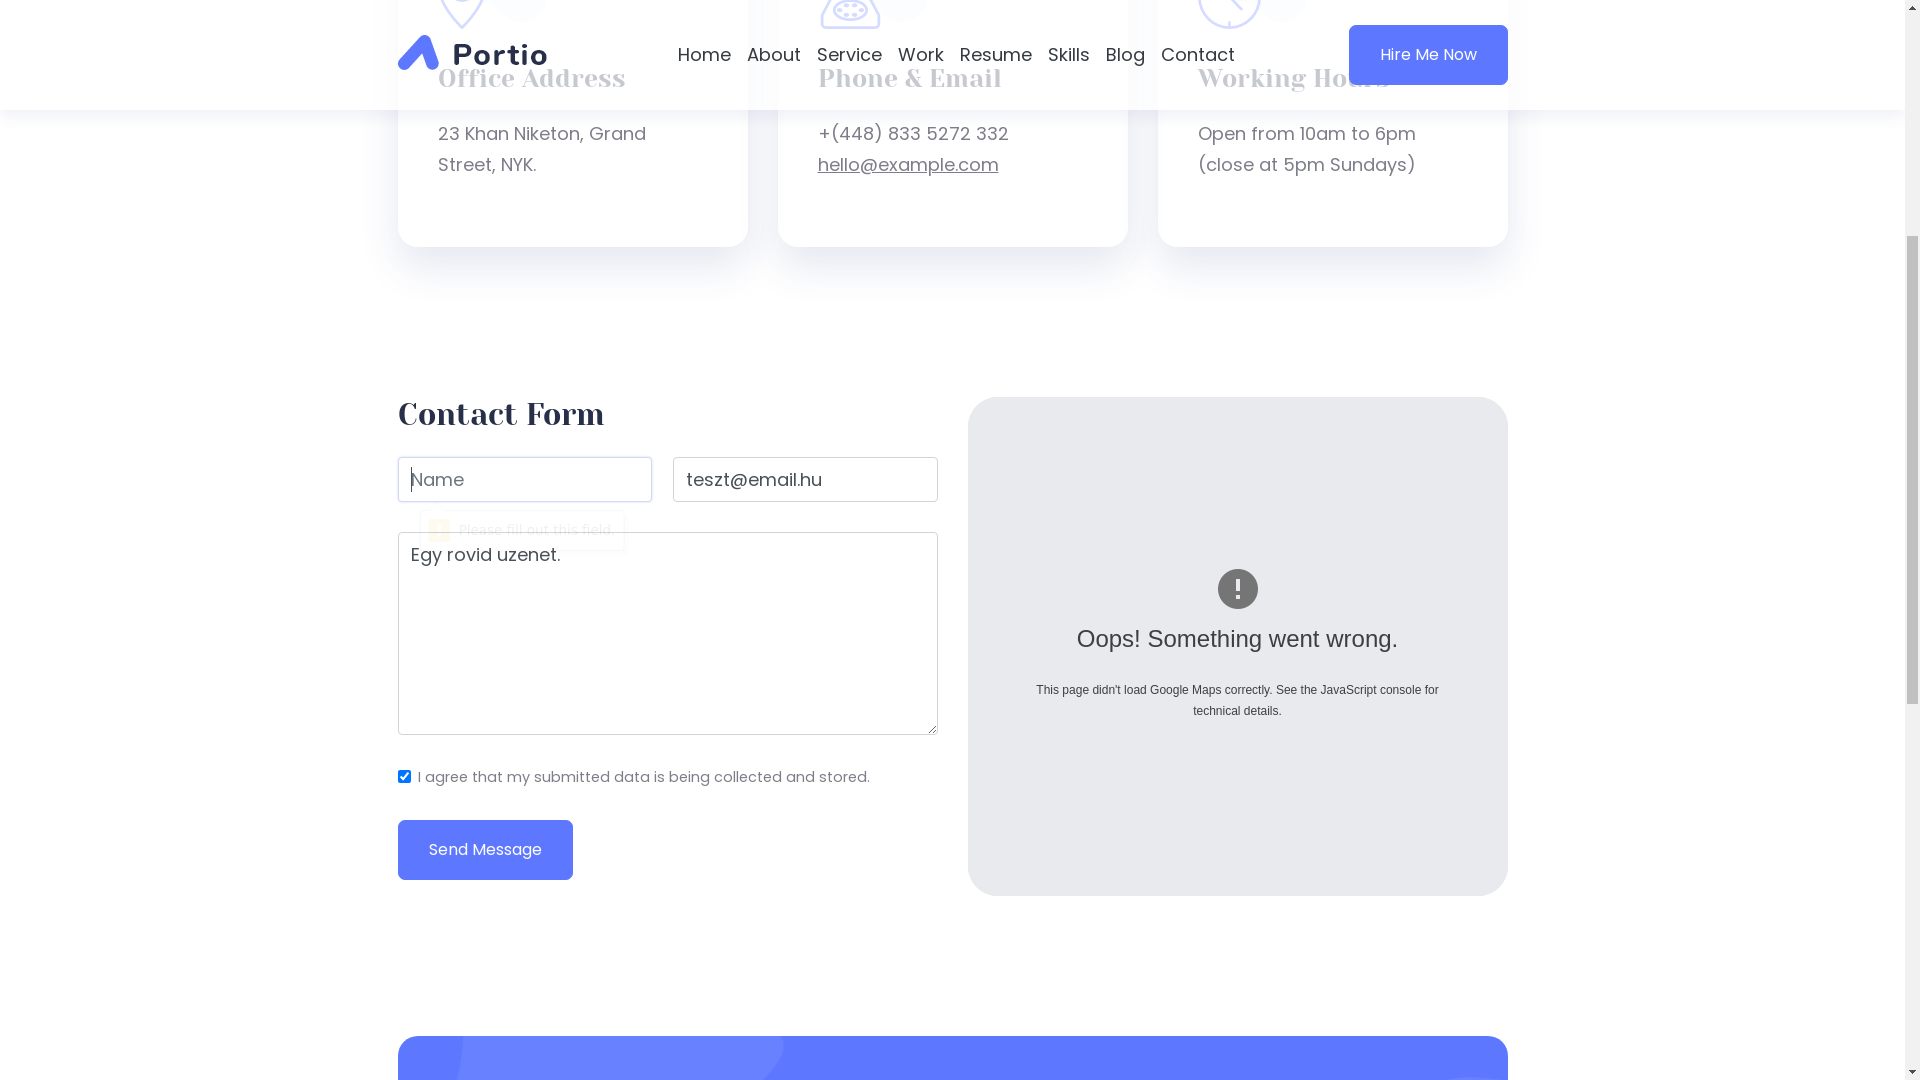 Portio
Home About Service Work Resume Skills Blog Contact
Hire Me Now
Office Address
Phone & Email
Working Hours
23 Khan Niketon, Grand
Street, NYK.
+(448) 833 5272 332
hello@example.com
Open from 10am to 6pm
(close at 5pm Sundays)
Contact Form
Name
teszt@email.hu
Please fill out this field.
Egy rovid uzenet.
I agree that my submitted data is being collected and stored.
Send Message
Oops! Something went wrong.
This page didn't load Google Maps correctly. See the JavaScript console for
technical details.